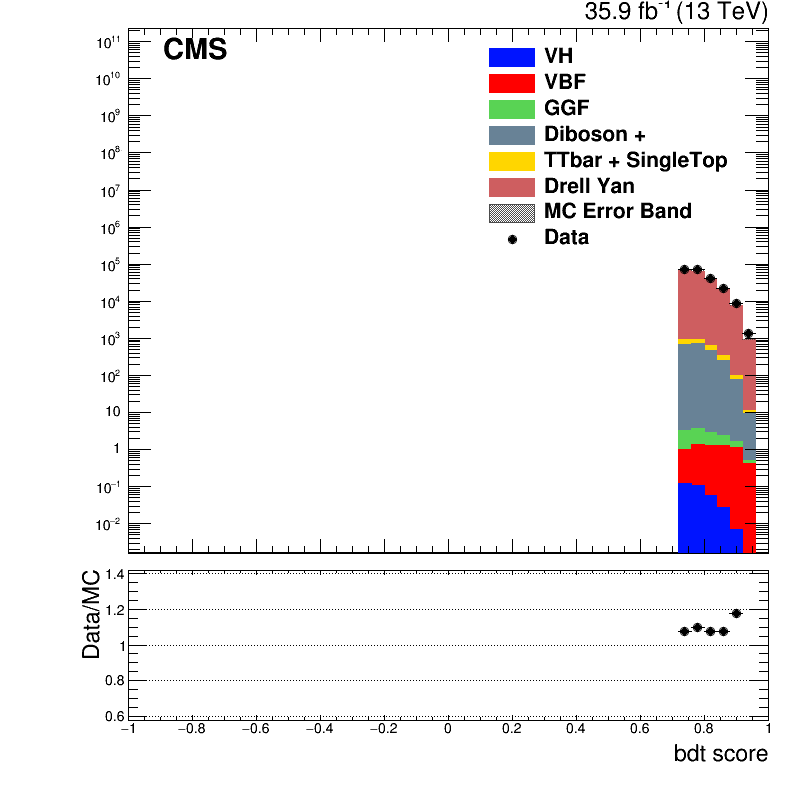 35.9 fb⁻¹ (13 TeV)
CMS
VH
VBF
GGF
Diboson +
TTbar + SingleTop
Drell Yan
MC Error Band
Data
10¹¹
10¹⁰
10⁹
10⁸
10⁷
10⁶
10⁵
10⁴
10³
10²
10
1
10⁻¹
10⁻²
Data/MC
1.4
1.2
1
0.8
0.6
−1 −0.8 −0.6 −0.4 −0.2 0 0.2 0.4 0.6 0.8 1
bdt score